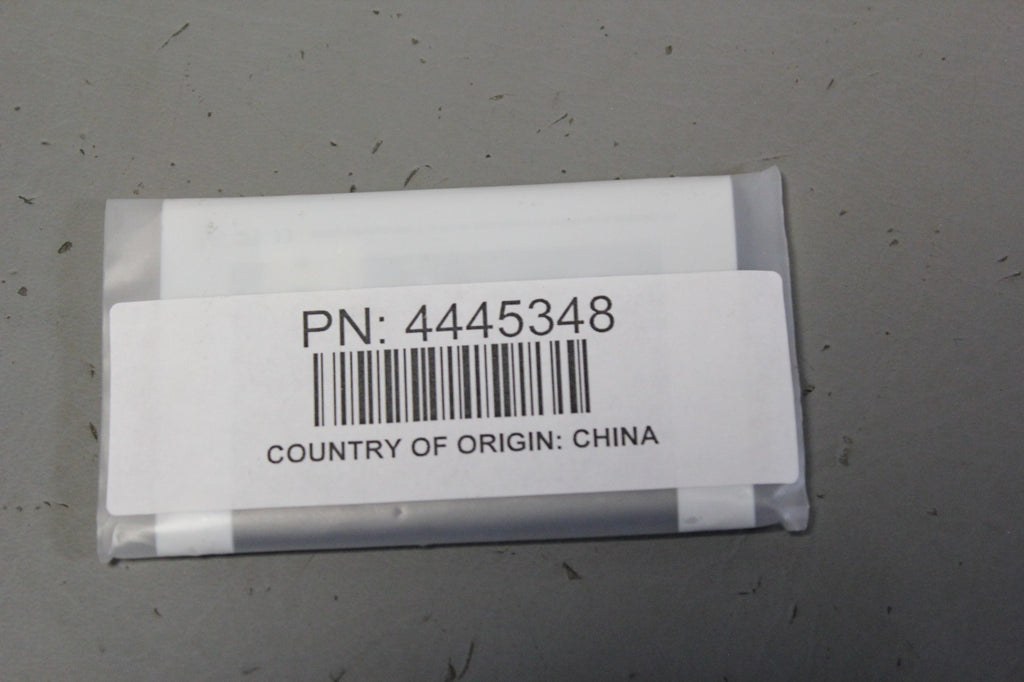 PN: 4445348
COUNTRY OF ORIGIN: CHINA